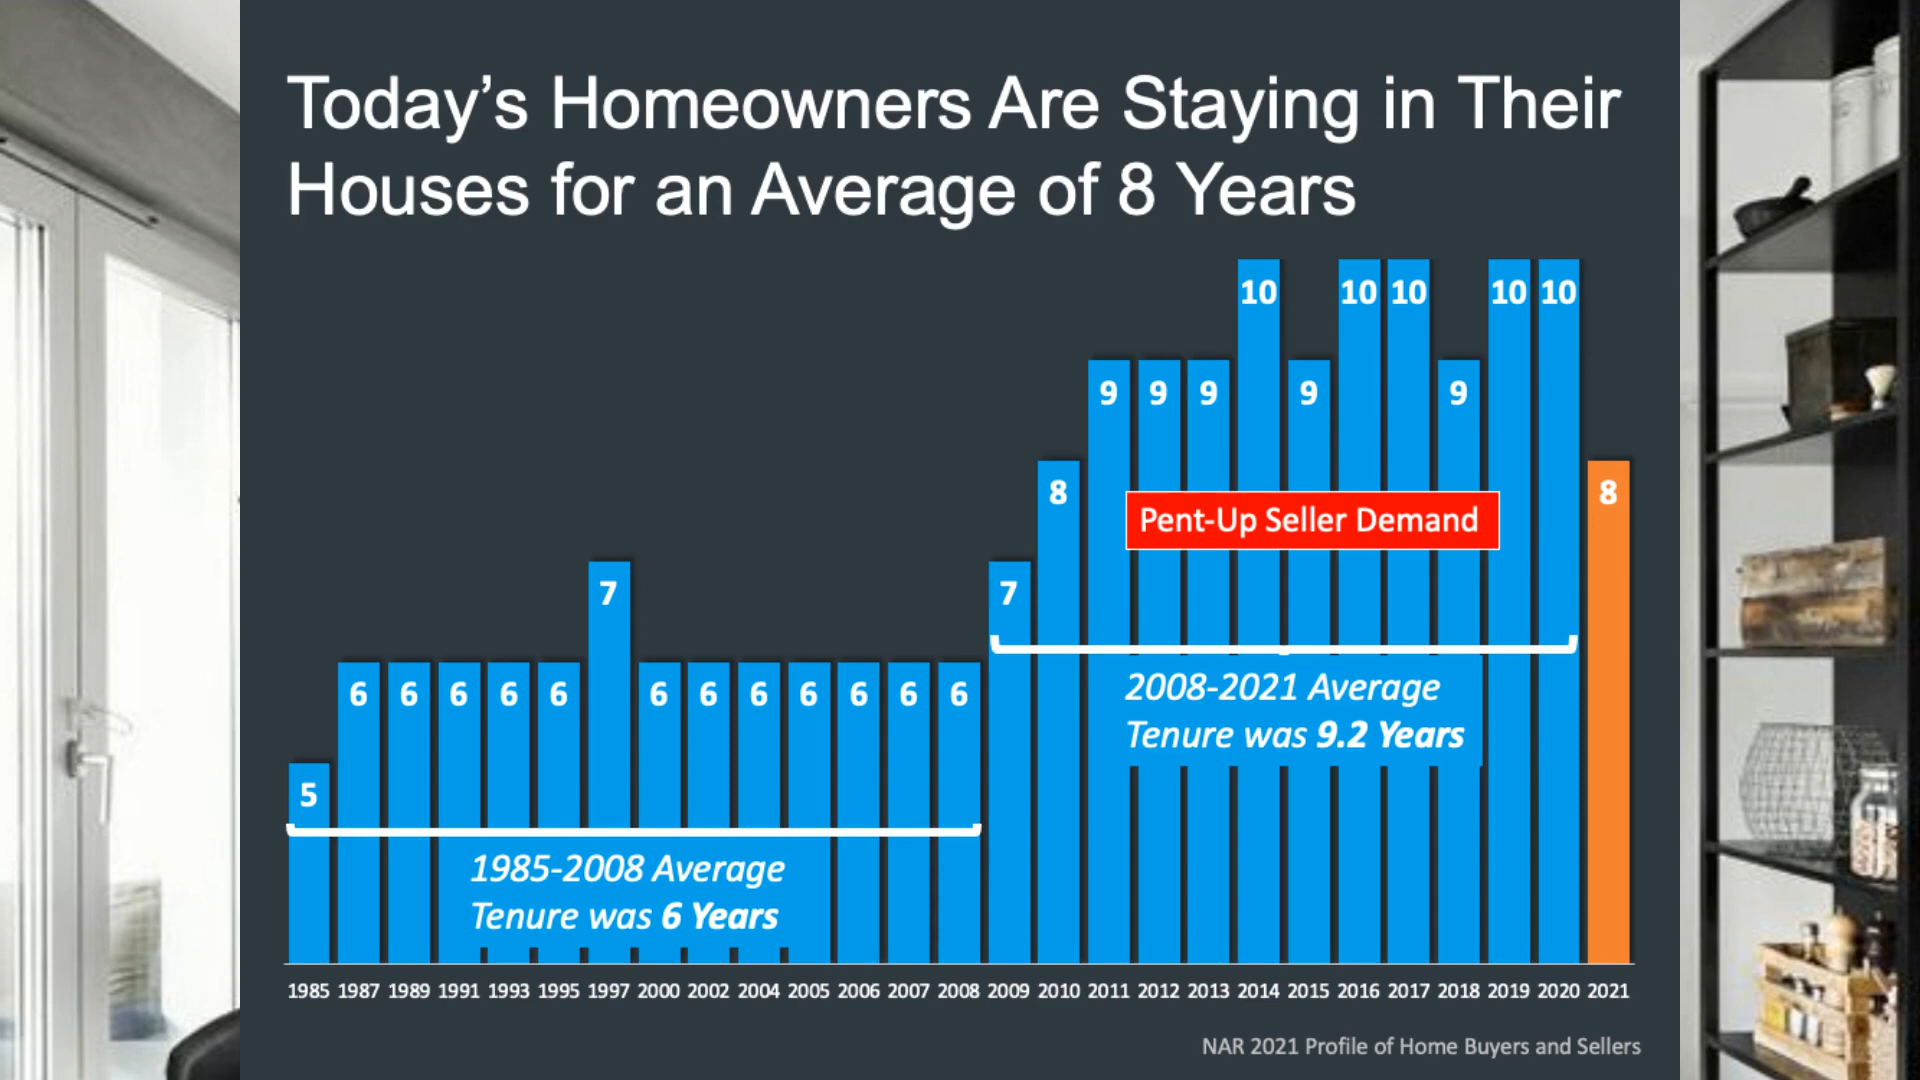 Today’s Homeowners Are Staying in Their
Houses for an Average of 8 Years
10 10 10 10 10
9 9 9 9 9
8 8
Pent-Up Seller Demand
7 7
6 6 6 6 6 6 6 6 6 6 6 6
2008-2021 Average
Tenure was 9.2 Years
5
1985-2008 Average
Tenure was 6 Years
1985 1987 1989 1991 1993 1995 1997 2000 2002 2004 2005 2006 2007 2008 2009 2010 2011 2012 2013 2014 2015 2016 2017 2018 2019 2020 2021
NAR 2021 Profile of Home Buyers and Sellers